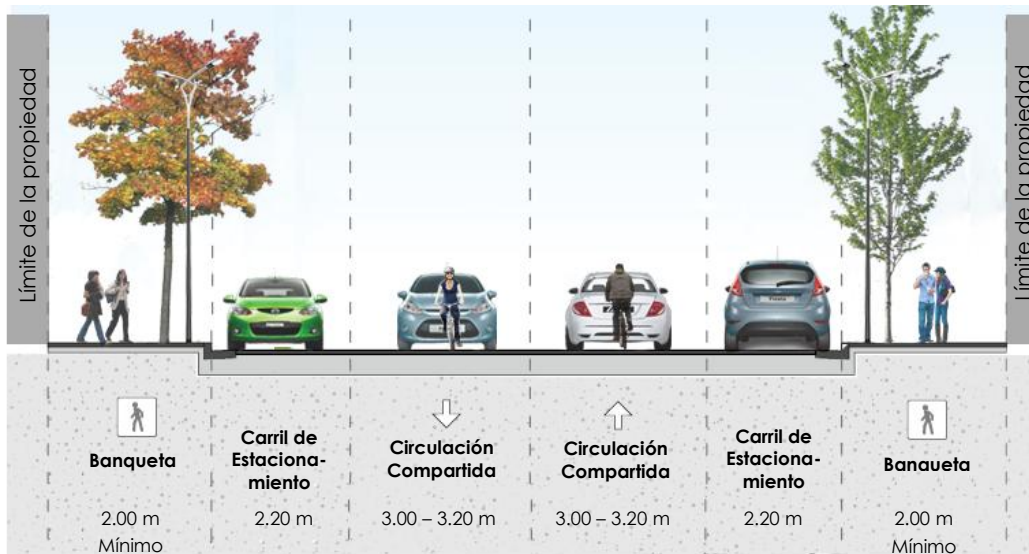 Límite de la propiedad
Límite de la propiedad
Banqueta
2.00 m
Mínimo
Carril de
Estaciona-
miento
2.20 m
Circulación
Compartida
3.00 – 3.20 m
Circulación
Compartida
3.00 – 3.20 m
Carril de
Estaciona-
miento
2.20 m
Banaueta
2.00 m
Mínimo